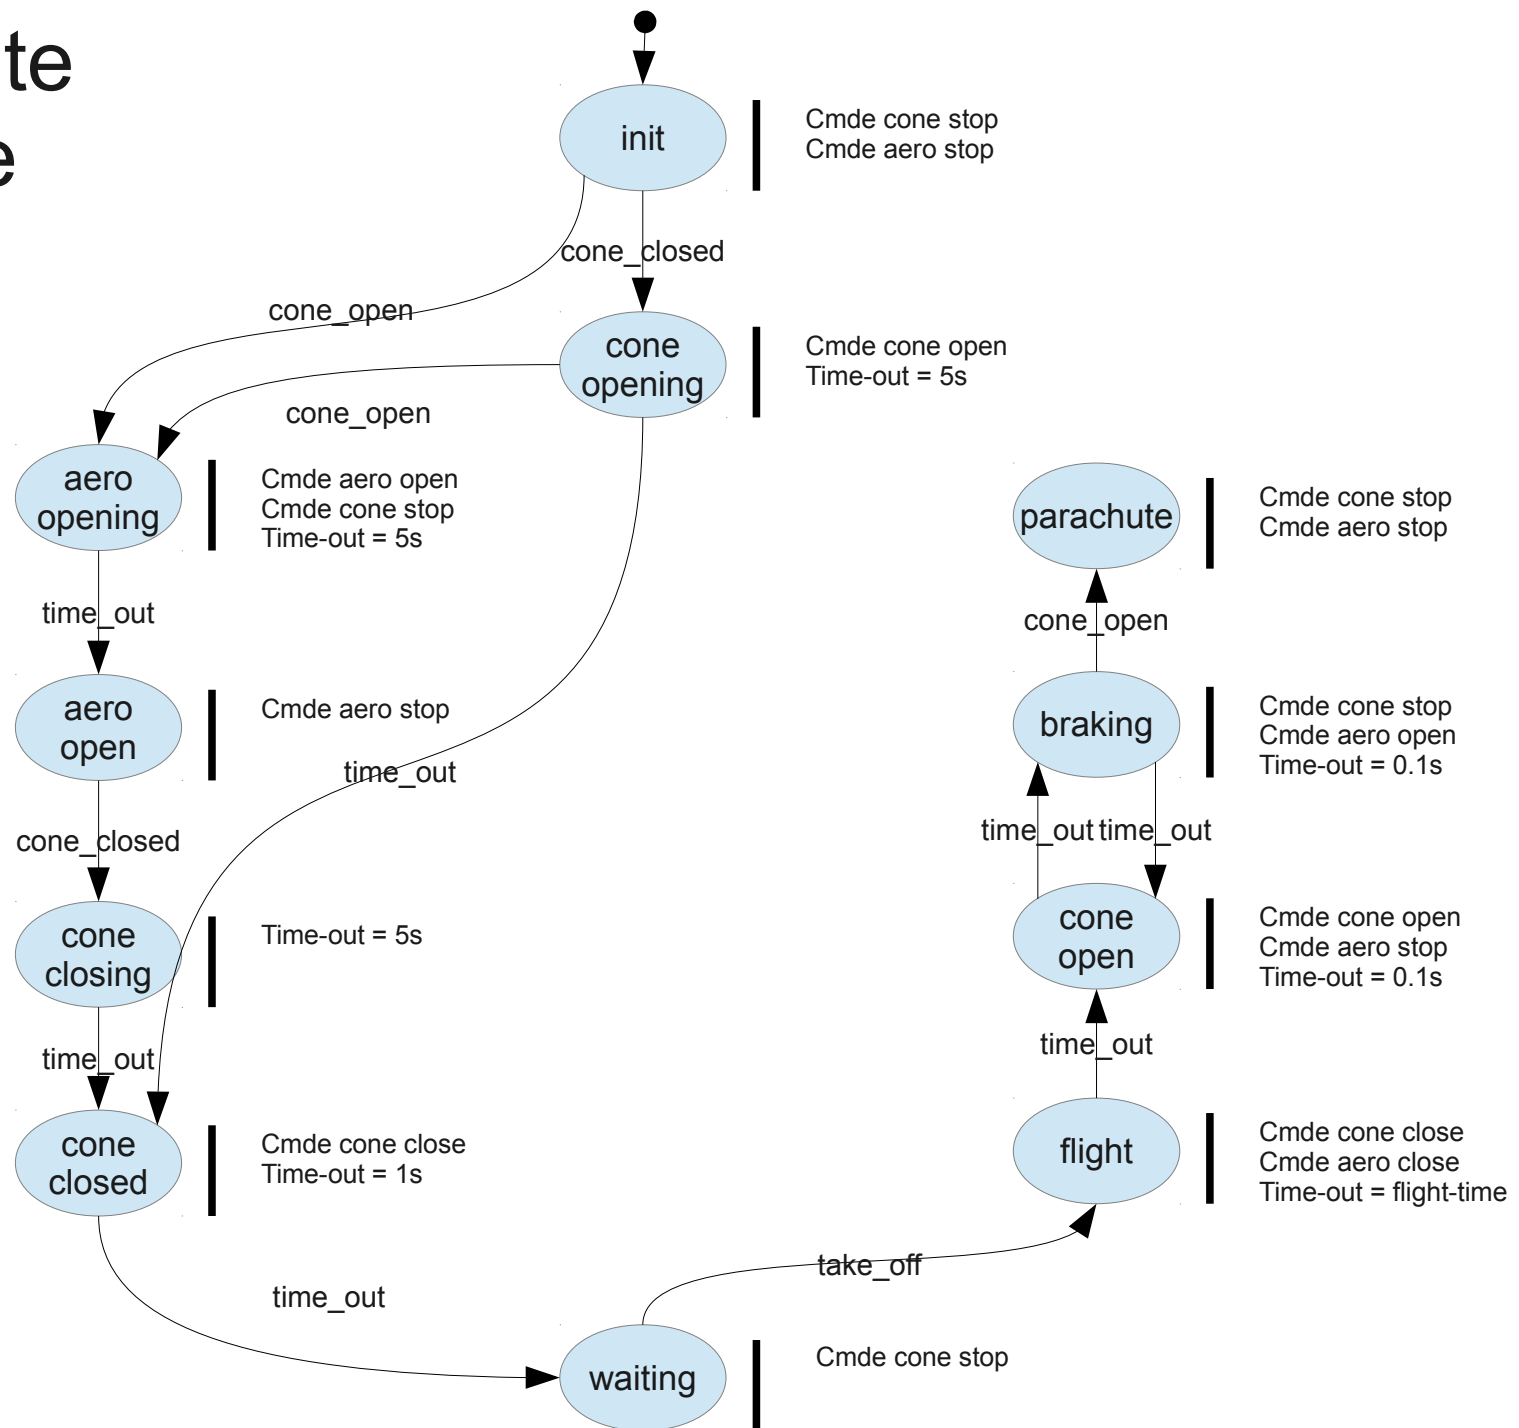 te
e
init
Cmde cone stop
Cmde aero stop
cone_closed
cone_open
cone
opening
Cmde cone open
Time-out = 5s
cone_open
aero
opening
Cmde aero open
Cmde cone stop
Time-out = 5s
parachute
Cmde cone stop
Cmde aero stop
time_out
cone_open
aero
open
Cmde aero stop
braking
Cmde cone stop
Cmde aero open
Time-out = 0.1s
time_out
cone_closed
time_out
time_out
cone
closing
Time-out = 5s
cone
open
Cmde cone open
Cmde aero stop
Time-out = 0.1s
time_out
time_out
cone
closed
Cmde cone close
Time-out = 1s
flight
Cmde cone close
Cmde aero close
Time-out = flight-time
take_off
time_out
waiting
Cmde cone stop